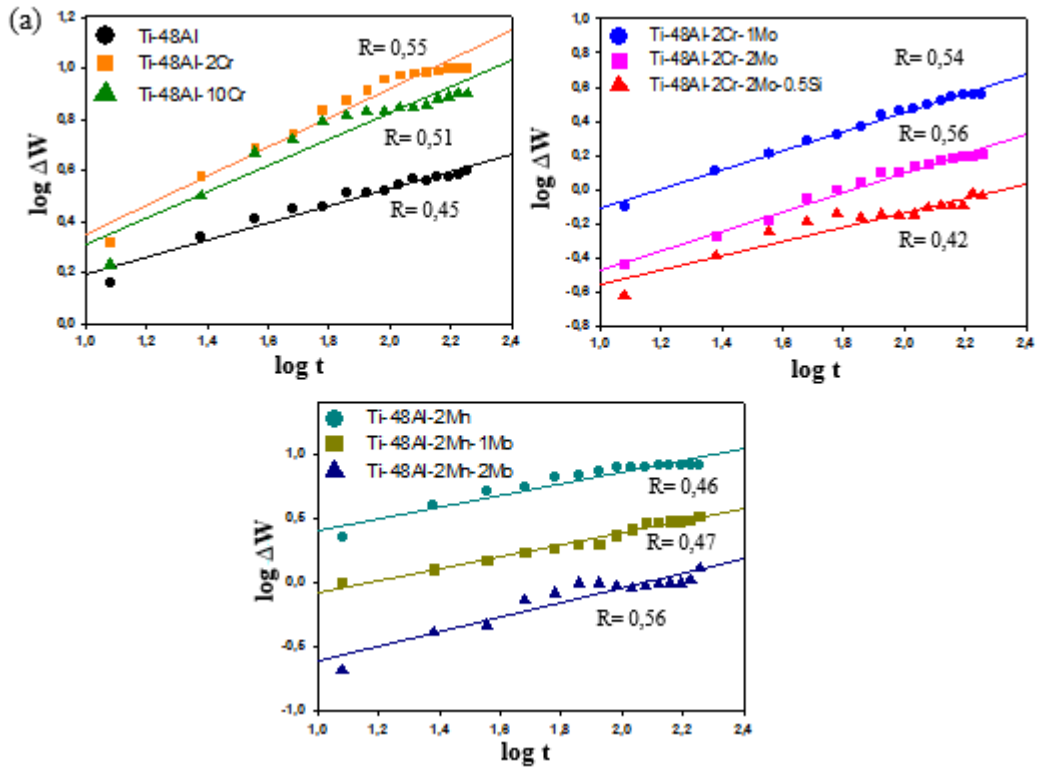 (a)
1,2
1,0
0,8
0,6
0,4
0,2
0,0
log ΔW
Ti-48Al
Ti-48Al-2Cr
Ti-48Al-10Cr
R= 0,55
R= 0,51
R= 0,45
1,0 1,2 1,4 1,6 1,8 2,0 2,2 2,4
log t
1,0
0,8
0,6
0,4
0,2
0,0
-0,2
-0,4
-0,6
-0,8
log ΔW
Ti-48Al-2Cr-1Mo
Ti-48Al-2Cr-2Mo
Ti-48Al-2Cr-2Mo-0.5Si
R= 0,54
R= 0,56
R= 0,42
1,0 1,2 1,4 1,6 1,8 2,0 2,2 2,4
log t
1,0
0,5
0,0
-0,5
-1,0
log ΔW
Ti-48Al-2Mn
Ti-48Al-2Mn-1Mo
Ti-48Al-2Mn-2Mo
R= 0,46
R= 0,47
R= 0,56
1,0 1,2 1,4 1,6 1,8 2,0 2,2 2,4
log t